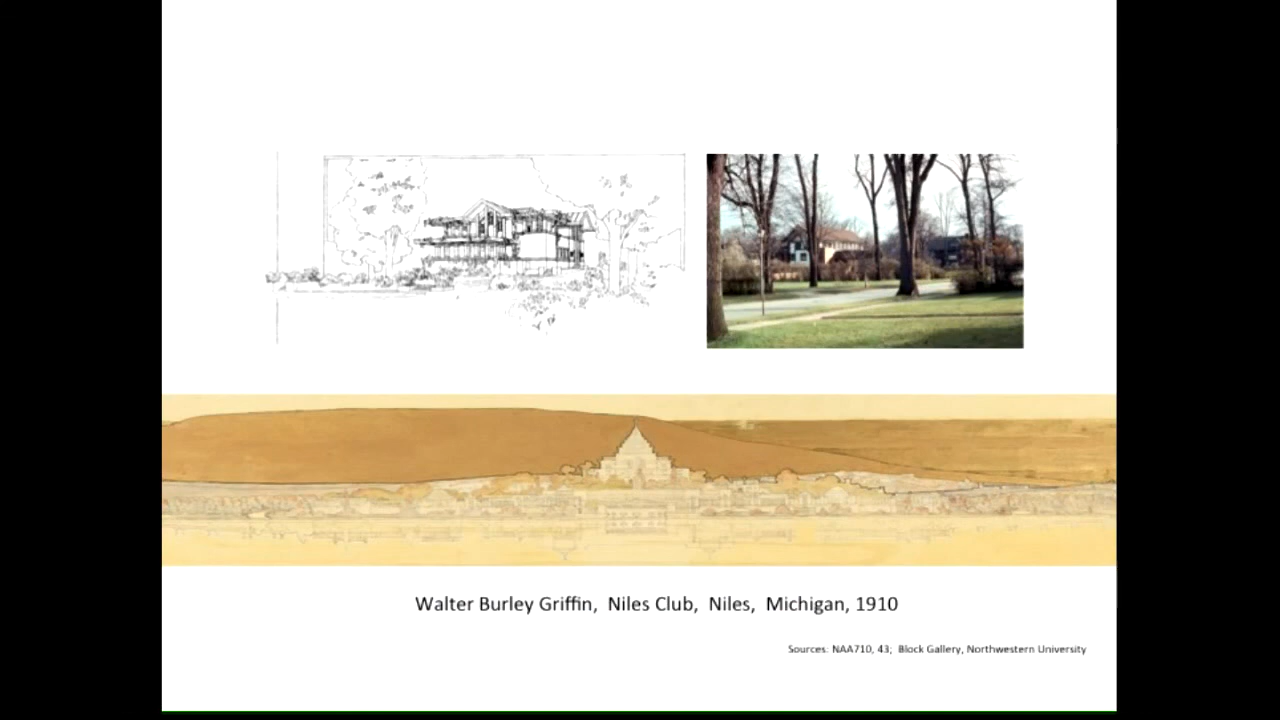 Walter Burley Griffin, Niles Club, Niles, Michigan, 1910
Sources: NAA710, 43; Block Gallery, Northwestern University